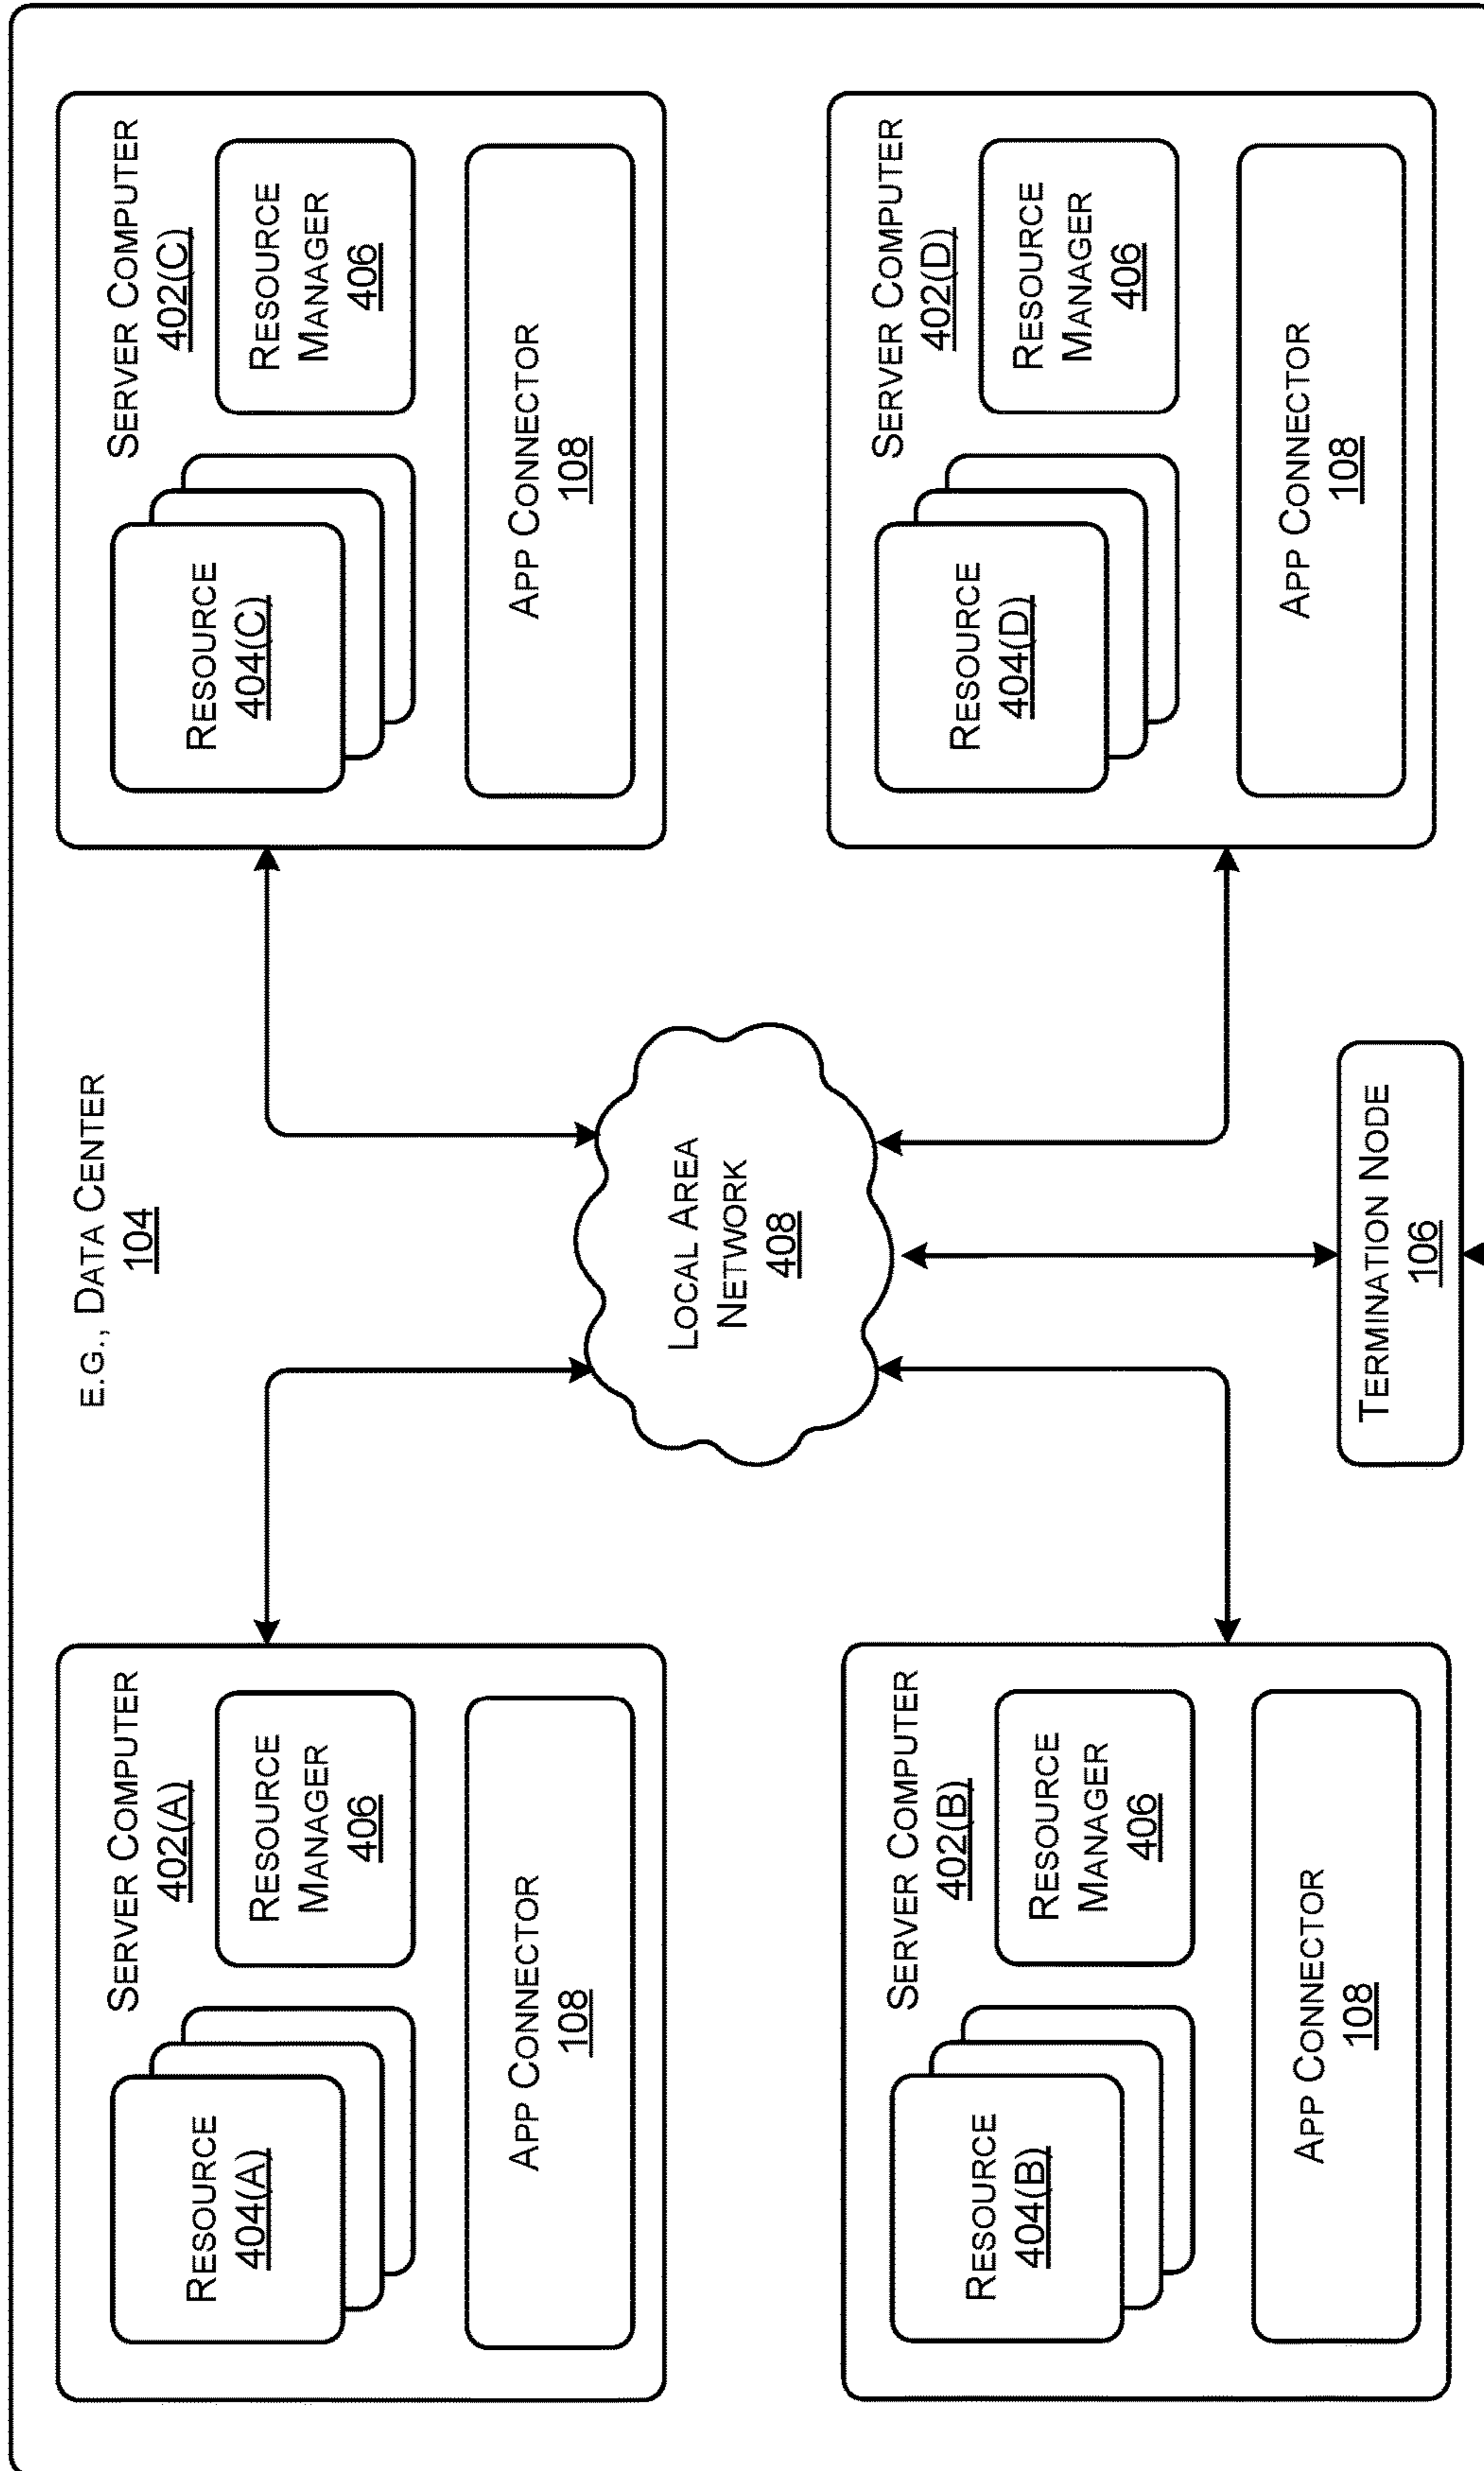 E.G., DATA CENTER
104
SERVER COMPUTER
402(A)
RESOURCE
404(A)
RESOURCE
MANAGER
406
APP CONNECTOR
108
SERVER COMPUTER
402(C)
RESOURCE
404(C)
RESOURCE
MANAGER
406
APP CONNECTOR
108
LOCAL AREA
NETWORK
408
SERVER COMPUTER
402(B)
RESOURCE
404(B)
RESOURCE
MANAGER
406
APP CONNECTOR
108
SERVER COMPUTER
402(D)
RESOURCE
404(D)
RESOURCE
MANAGER
406
APP CONNECTOR
108
TERMINATION NODE
106